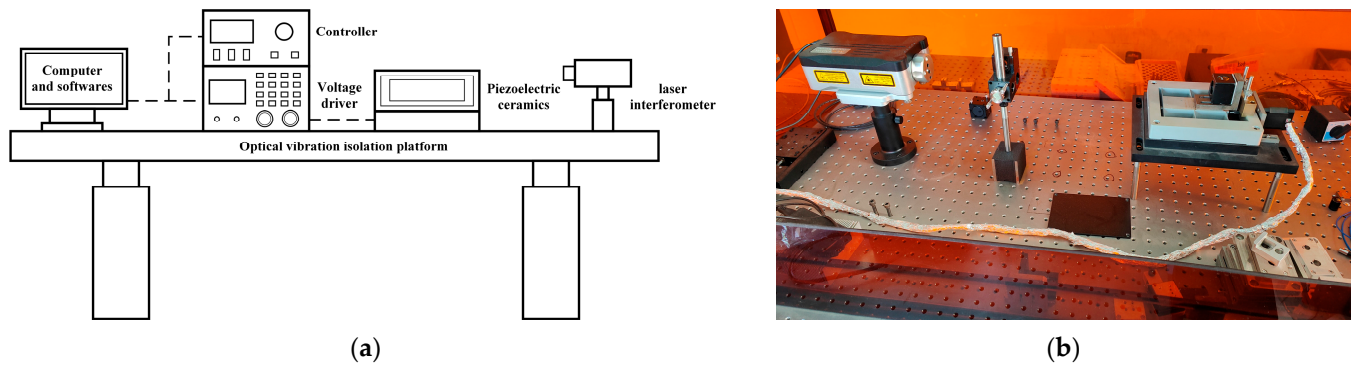 Computer
and softwares
Controller
Voltage
driver
Piezoelectric
ceramics
laser
interferometer
Optical vibration isolation platform
(a)
(b)